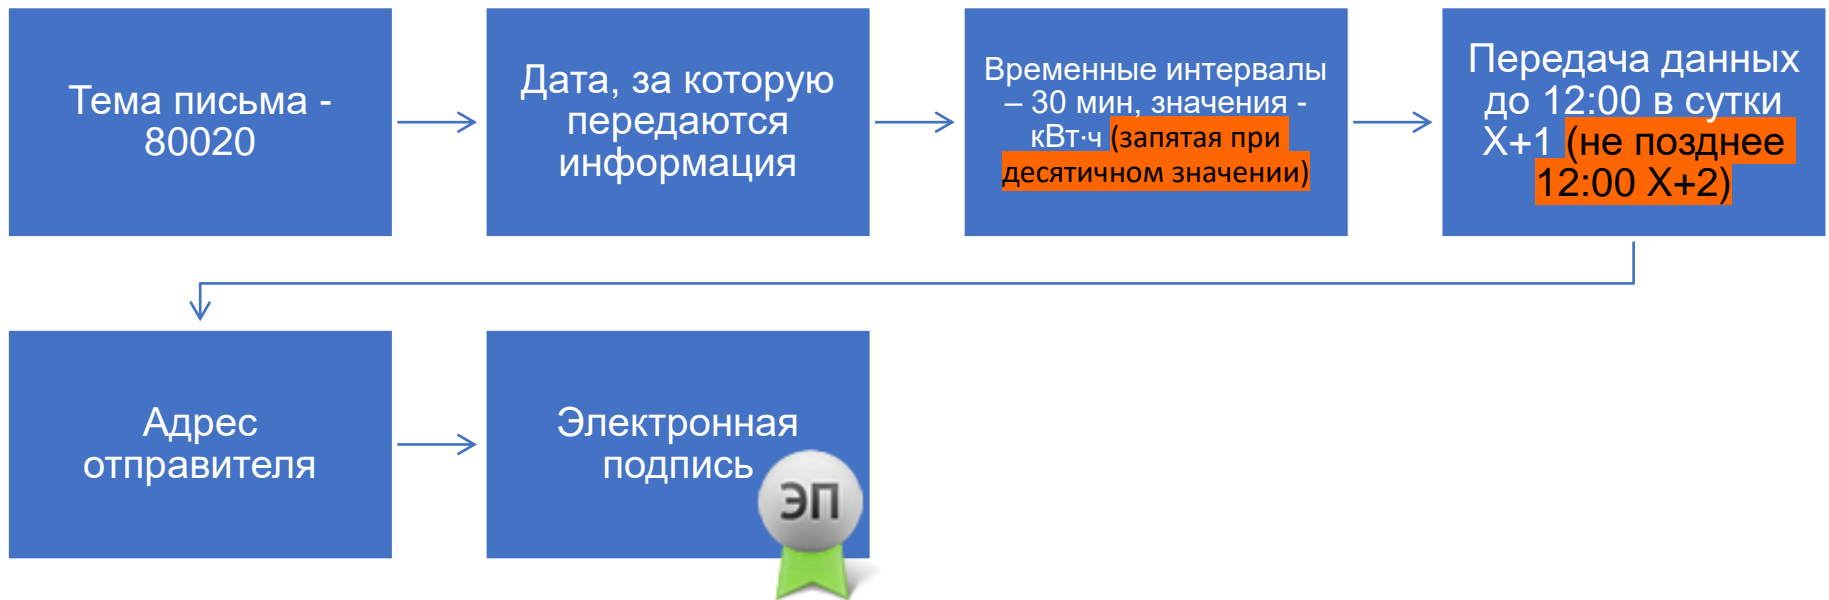 Тема письма -
80020
Дата, за которую
передаются
информация
Временные интервалы
– 30 мин, значения -
кВт·ч (запятая при
десятичном значении)
Передача данных
до 12:00 в сутки
Х+1 (не позднее
12:00 Х+2)
Адрес
отправителя
Электронная
подпись
ЭП